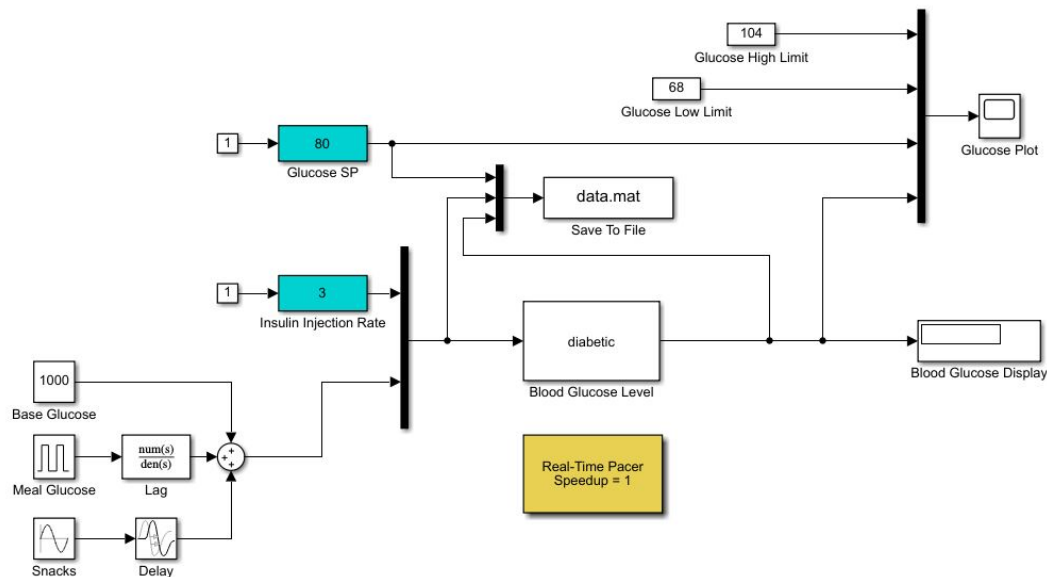 104
Glucose High Limit
68
Glucose Low Limit
Glucose Plot
1
80
Glucose SP
data.mat
Save To File
1
3
Insulin Injection Rate
diabetic
Blood Glucose Level
Blood Glucose Display
1000
Base Glucose
Meal Glucose
num(s)
den(s)
Lag
+
+
+
Real-Time Pacer
Speedup = 1
Snacks
Delay